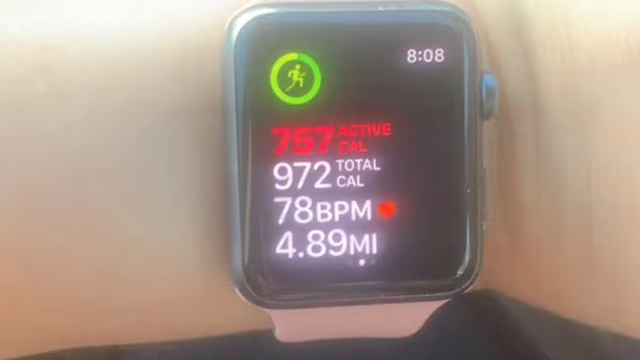 8:08
757 ACTIVE CAL
972 TOTAL CAL
78BPM
4.89MI